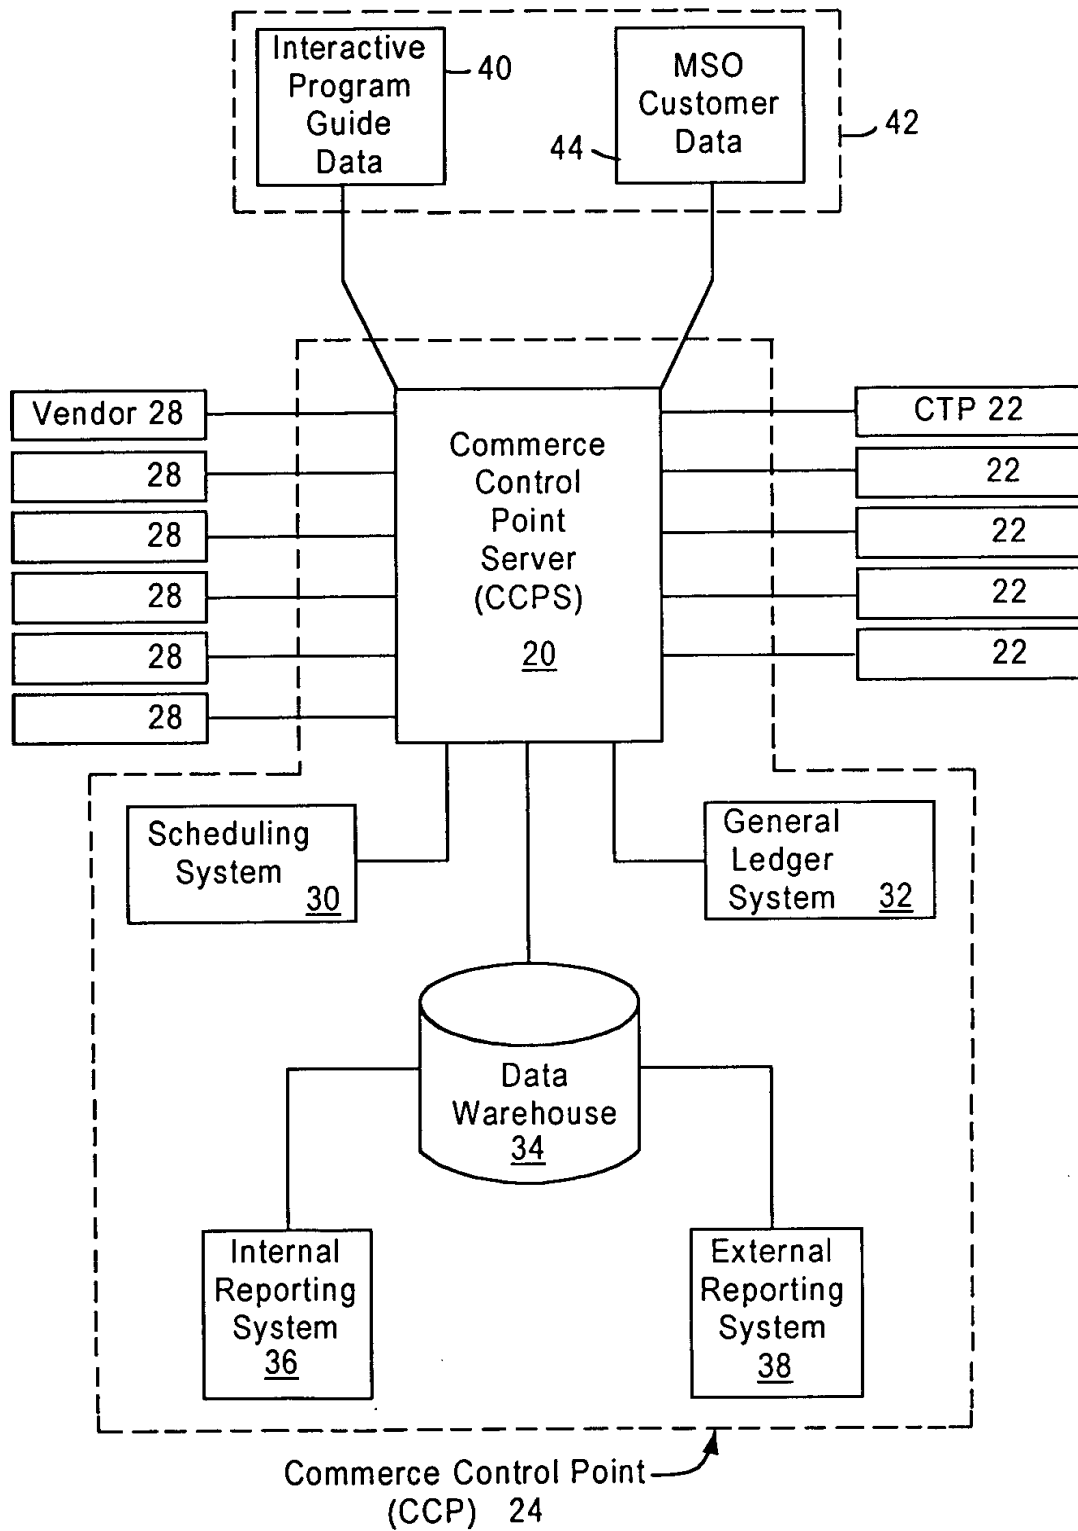 Interactive
Program
Guide
Data
40
MSO
Customer
Data
44
42
Vendor 28
28
28
28
28
28
Commerce
Control
Point
Server
(CCPS)
20
CTP 22
22
22
22
22
Scheduling
System
30
General
Ledger
System 32
Data
Warehouse
34
Internal
Reporting
System
36
External
Reporting
System
38
Commerce Control Point
(CCP) 24